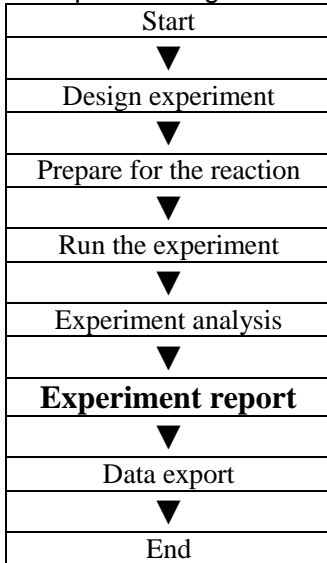 Start
▼
Design experiment
▼
Prepare for the reaction
▼
Run the experiment
▼
Experiment analysis
▼
Experiment report
▼
Data export
▼
End